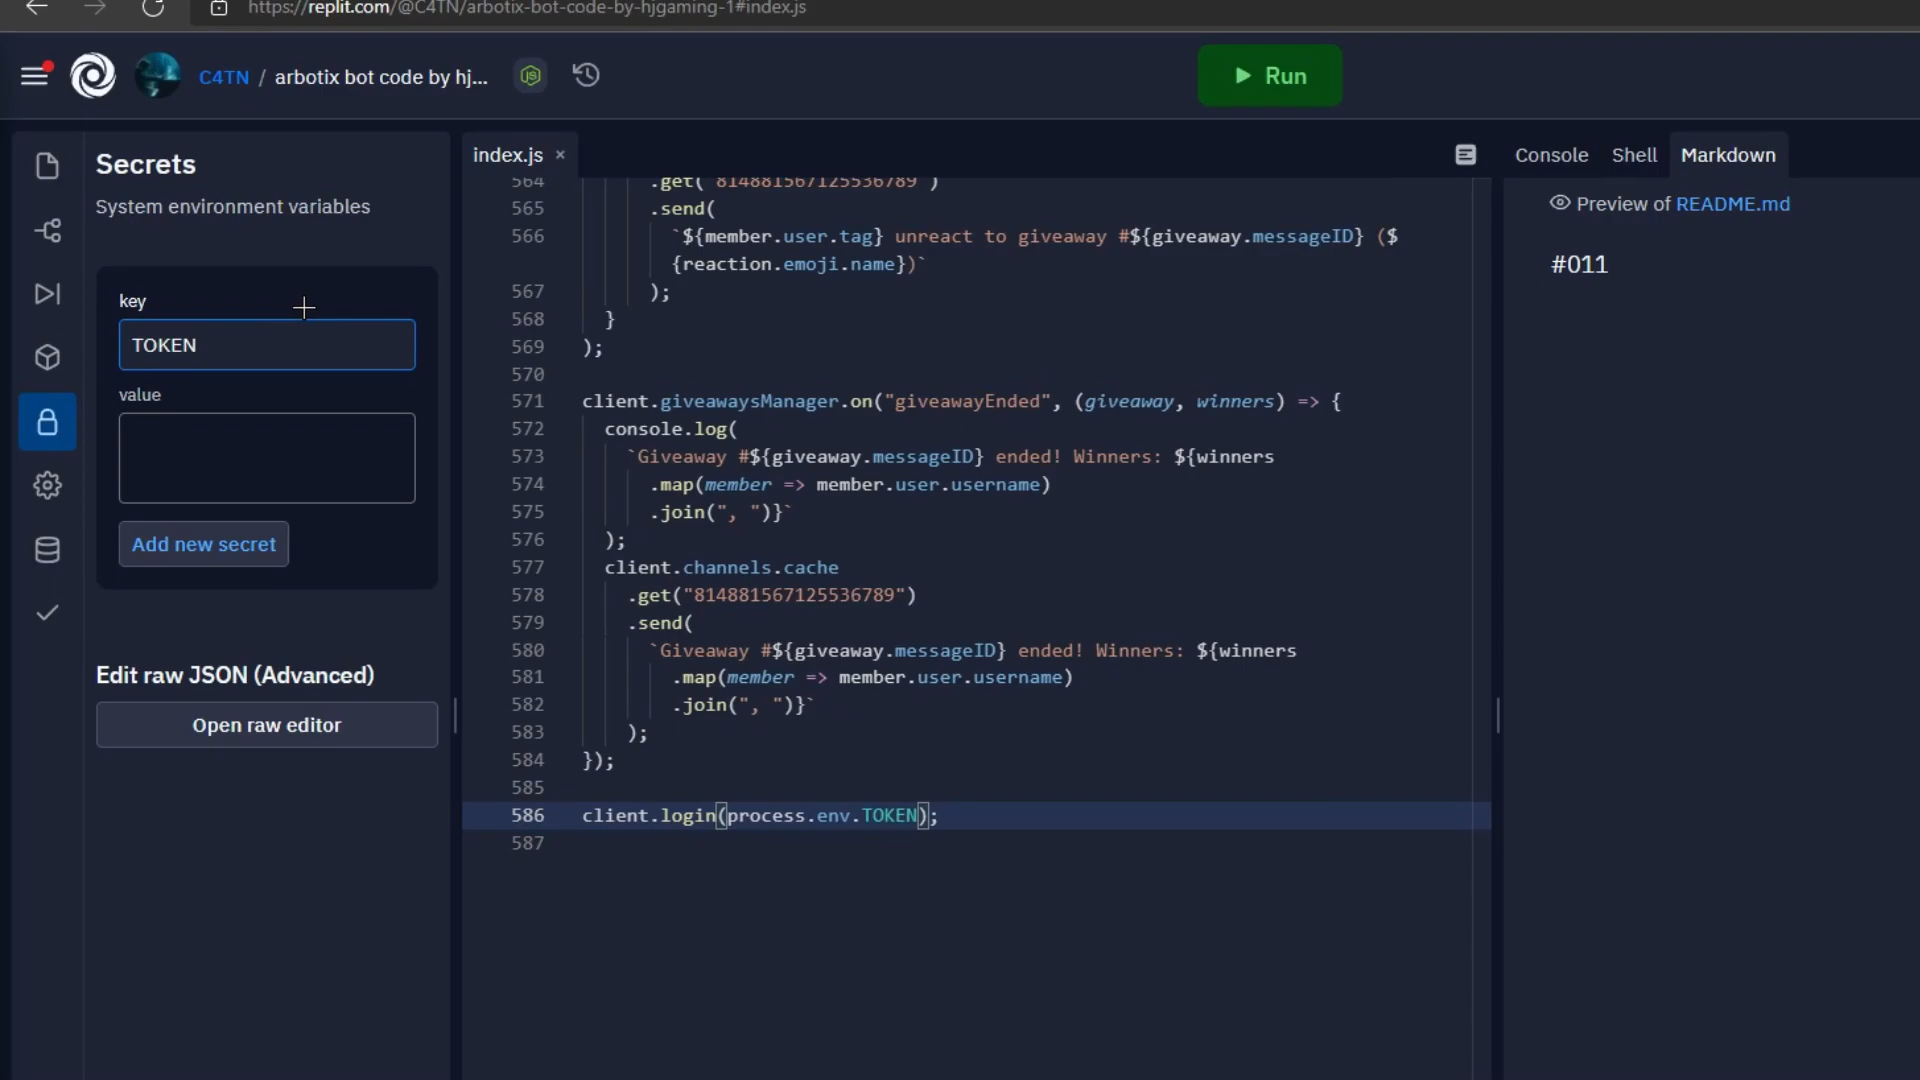 https://replit.com/@C4TN/arbotix-bot-code-by-hjgaming-1#index.js
C4TN / arbotix bot code by hj...
Run
Secrets
System environment variables
key
TOKEN
value
Add new secret
Edit raw JSON (Advanced)
Open raw editor
index.js ×
564 .get("814881567125536789")
565 .send(
566 `${member.user.tag} unreact to giveaway #${giveaway.messageID} ($
{reaction.emoji.name})`
567 );
568 }
569 );
570
571 client.giveawaysManager.on("giveawayEnded", (giveaway, winners) => {
572 console.log(
573 `Giveaway #${giveaway.messageID} ended! Winners: ${winners
574 .map(member => member.user.username)
575 .join(", ")}`
576 );
577 client.channels.cache
578 .get("814881567125536789")
579 .send(
580 `Giveaway #${giveaway.messageID} ended! Winners: ${winners
581 .map(member => member.user.username)
582 .join(", ")}`
583 );
584 });
585
586 client.login(process.env.TOKEN);
587
Console Shell Markdown
Preview of README.md
#011